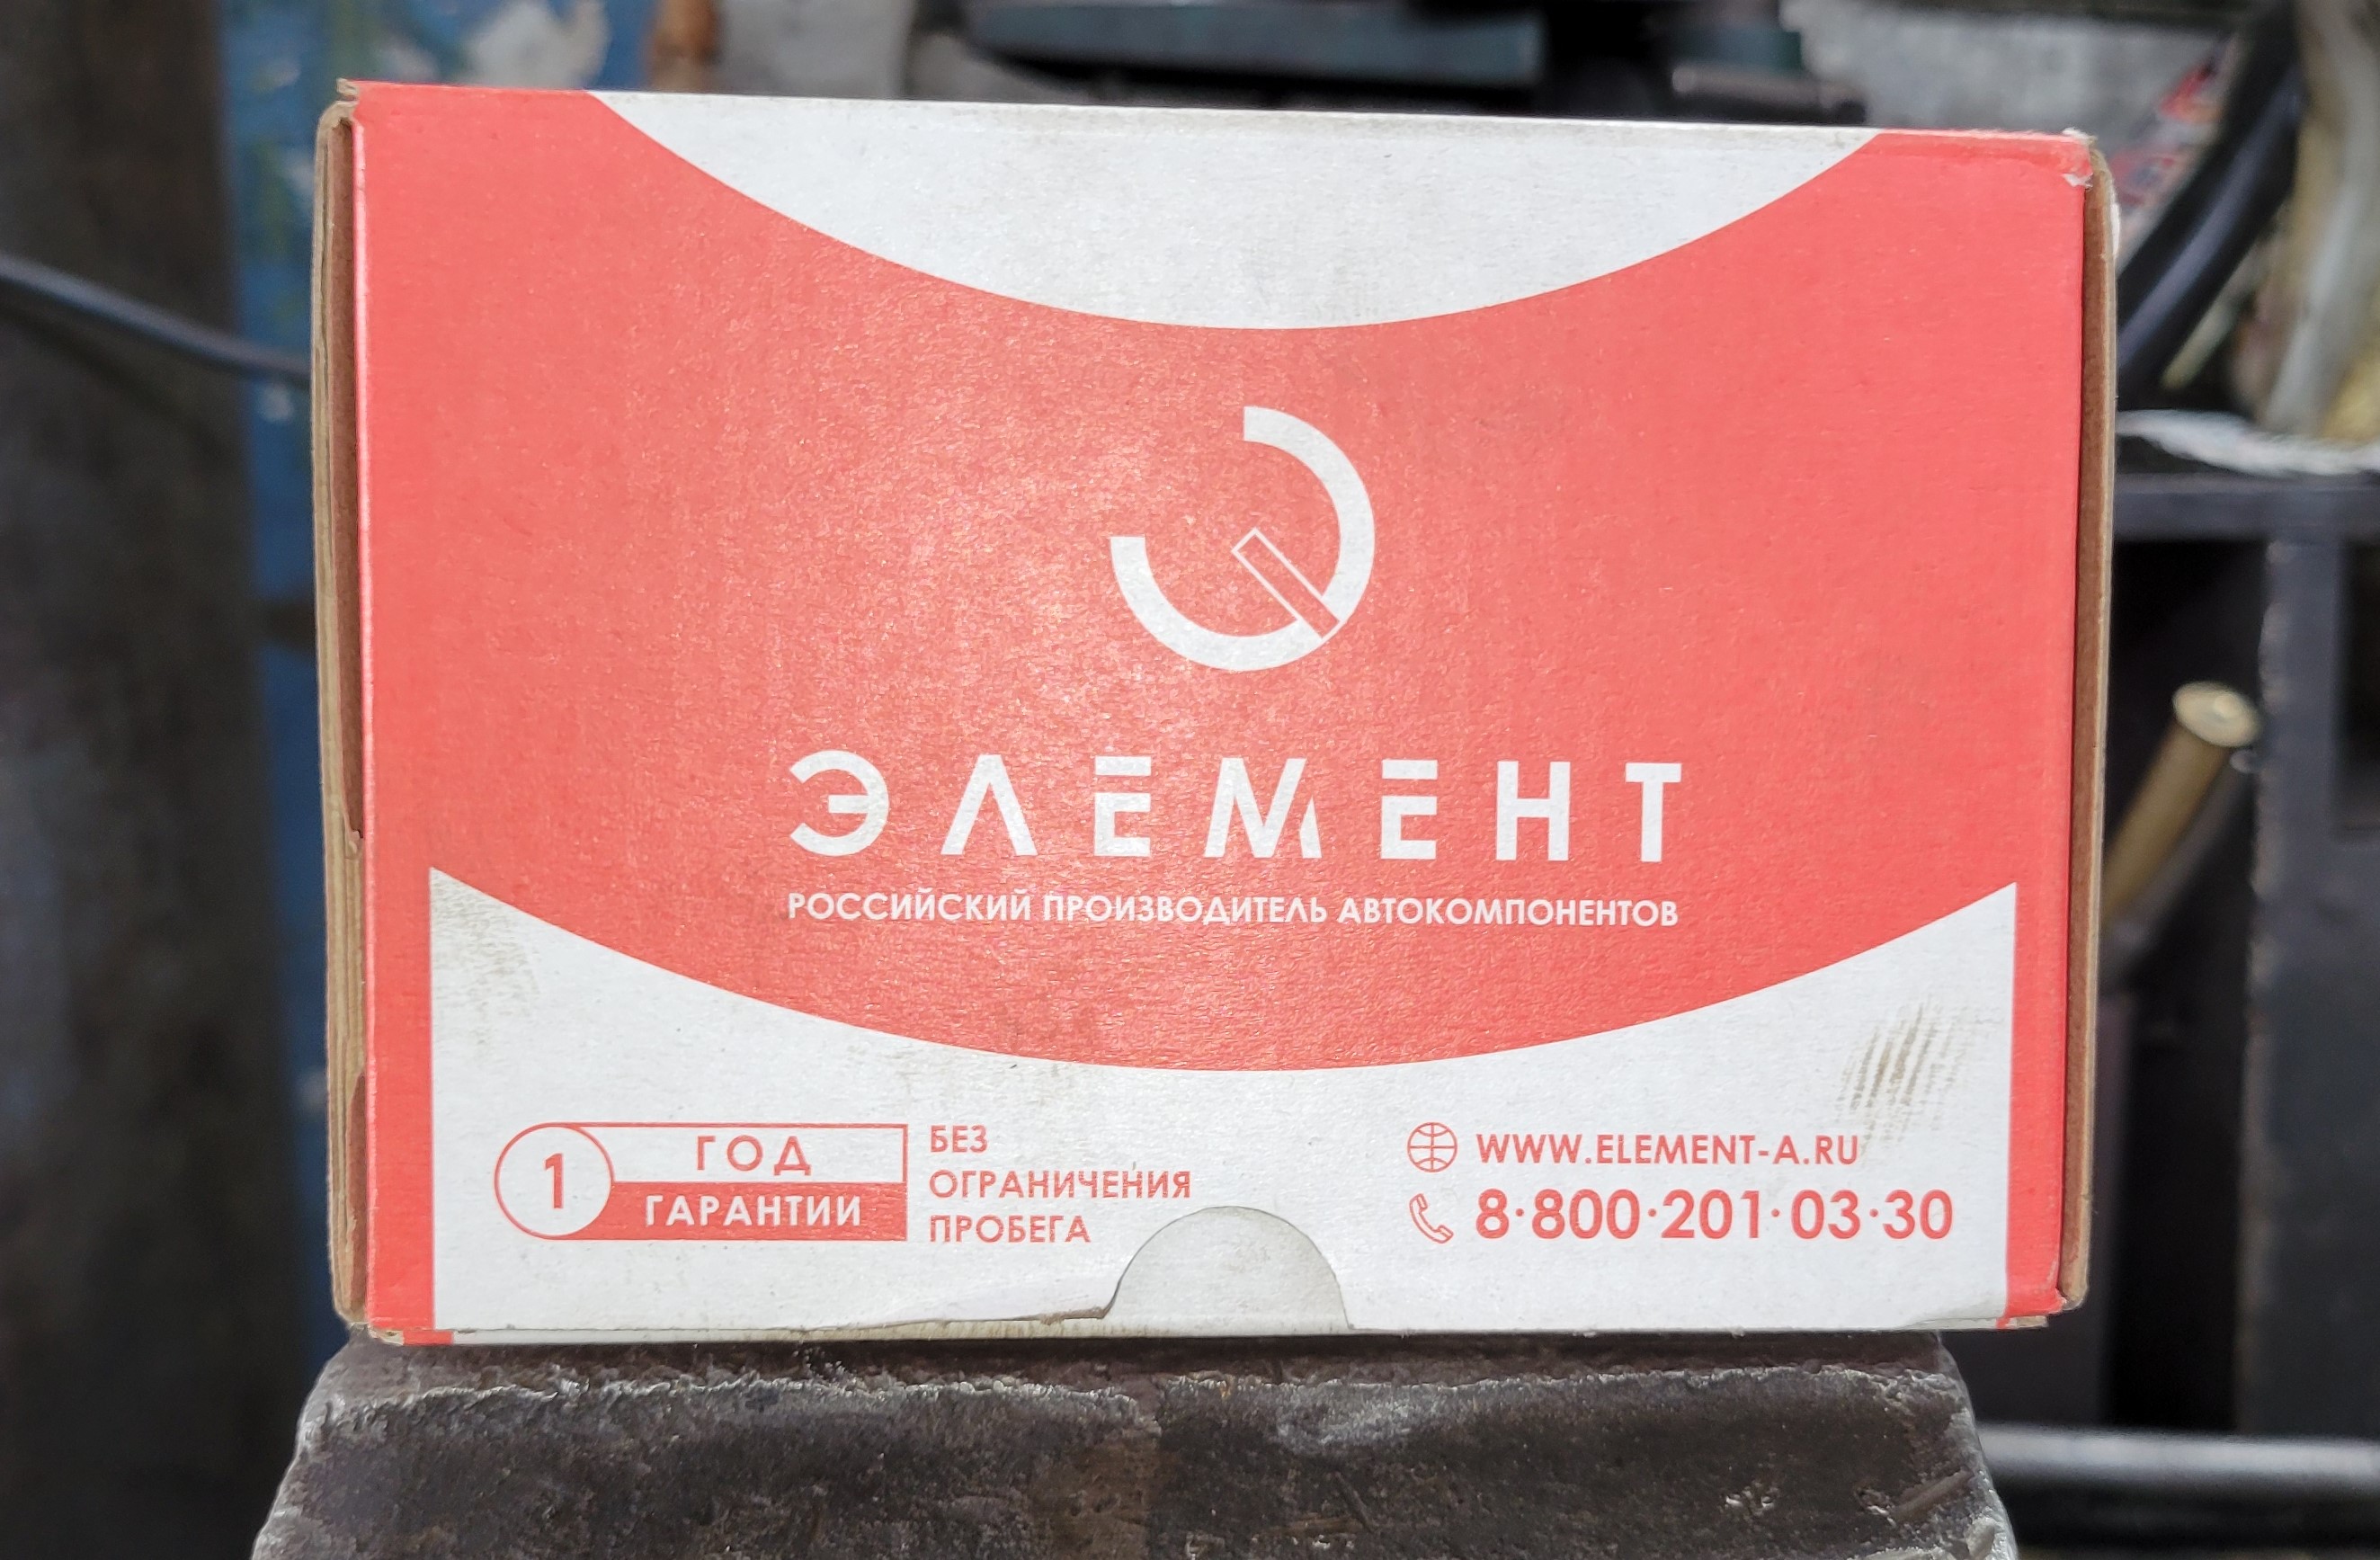 ЭЛЕМЕНТ
РОССИЙСКИЙ ПРОИЗВОДИТЕЛЬ АВТОКОМПОНЕНТОВ
1
ГОД
ГАРАНТИИ
БЕЗ
ОГРАНИЧЕНИЯ
ПРОБЕГА
WWW.ELEMENT-A.RU
8·800·201·03·30